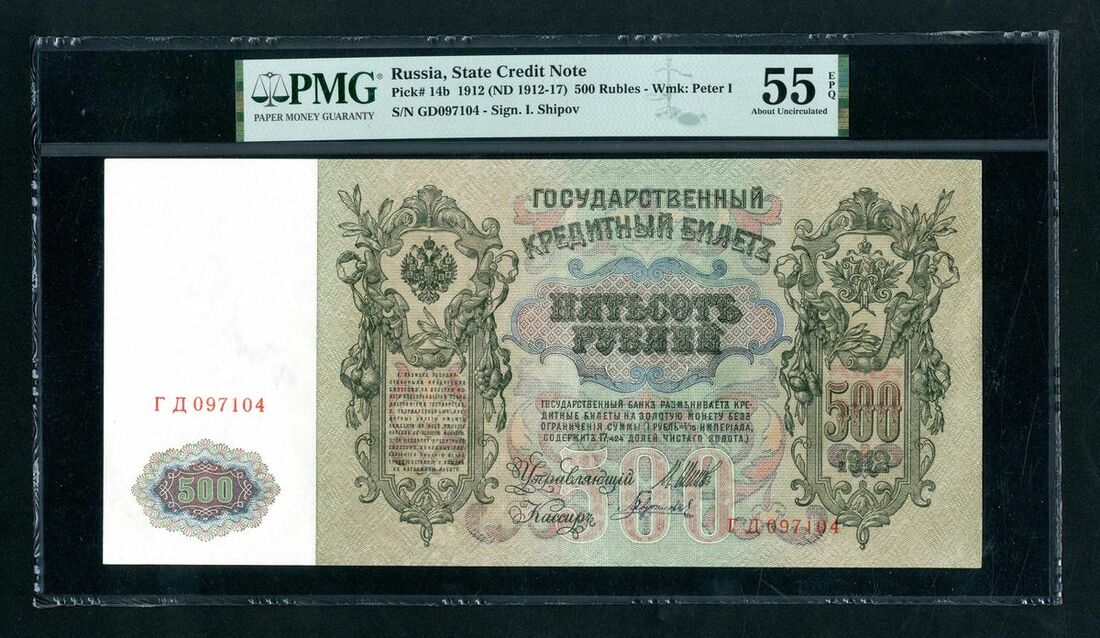 PMG®
PAPER MONEY GUARANTY
Russia, State Credit Note
Pick# 14b 1912 (ND 1912-17) 500 Rubles - Wmk: Peter I
S/N GD097104 - Sign. I. Shipov
55
EPQ
About Uncirculated
ГОСУДАРСТВЕННЫЙ
КРЕДИТНЫЙ БИЛЕТЪ
ПЯТЬСОТЪ
РУБЛЕЙ
ГОСУДАРСТВЕННЫЙ БАНКЪ РАЗМѢНИВАЕТЪ КРЕ-
ДИТНЫЕ БИЛЕТЫ НА ЗОЛОТУЮ МОНЕТУ БЕЗЪ
ОГРАНИЧЕНІЯ СУММЫ (1 РУБЛЬ=1/15 ИМПЕРІАЛА,
СОДЕРЖИТЪ 17,424 ДОЛЕЙ ЧИСТАГО ЗОЛОТА.)
500
1912
ГД 097104
500
Управляющій
Кассиръ
500
ГД 097104